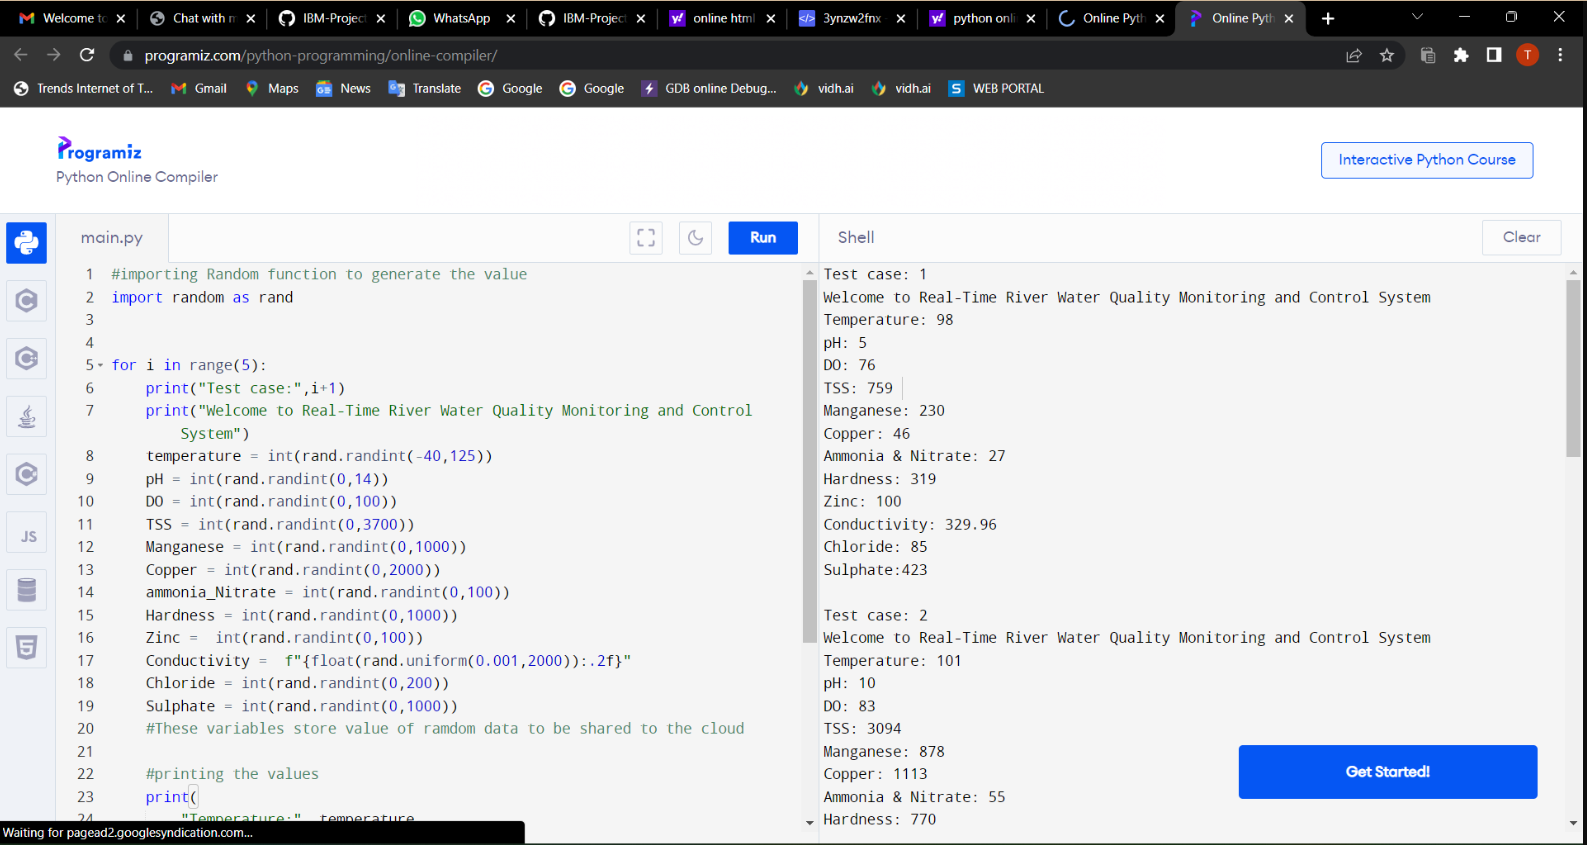 Welcome to
Chat with m
IBM-Project
WhatsApp
IBM-Project
online html
3ynzw2fnx
python onli
Online Pyth
Online Pyth
programiz.com/python-programming/online-compiler/
T
Trends Internet of T...
Gmail
Maps
News
Translate
Google
Google
GDB online Debug...
vidh.ai
vidh.ai
WEB PORTAL
Programiz
Python Online Compiler
Interactive Python Course
main.py
Run
Shell
Clear
JS
1 #importing Random function to generate the value
2 import random as rand
3
4
5 for i in range(5):
6 print("Test case:",i+1)
7 print("Welcome to Real-Time River Water Quality Monitoring and Control
System")
8 temperature = int(rand.randint(-40,125))
9 pH = int(rand.randint(0,14))
10 DO = int(rand.randint(0,100))
11 TSS = int(rand.randint(0,3700))
12 Manganese = int(rand.randint(0,1000))
13 Copper = int(rand.randint(0,2000))
14 ammonia_Nitrate = int(rand.randint(0,100))
15 Hardness = int(rand.randint(0,1000))
16 Zinc =  int(rand.randint(0,100))
17 Conductivity =  f"{float(rand.uniform(0.001,2000)):.2f}"
18 Chloride = int(rand.randint(0,200))
19 Sulphate = int(rand.randint(0,1000))
20 #These variables store value of ramdom data to be shared to the cloud
21
22 #printing the values
23 print(
24 "Temperature:", temperature
Test case: 1
Welcome to Real-Time River Water Quality Monitoring and Control System
Temperature: 98
pH: 5
DO: 76
TSS: 759
Manganese: 230
Copper: 46
Ammonia & Nitrate: 27
Hardness: 319
Zinc: 100
Conductivity: 329.96
Chloride: 85
Sulphate:423
Test case: 2
Welcome to Real-Time River Water Quality Monitoring and Control System
Temperature: 101
pH: 10
DO: 83
TSS: 3094
Manganese: 878
Copper: 1113
Ammonia & Nitrate: 55
Hardness: 770
Get Started!
Waiting for pagead2.googlesyndication.com...